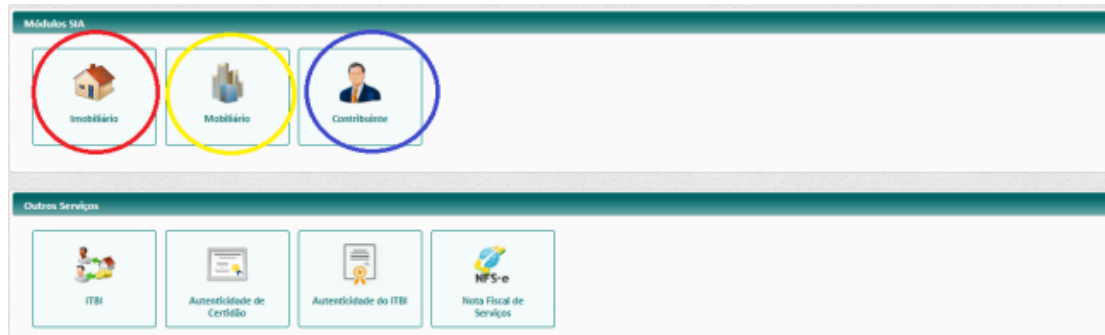 Módulos SIA
Imobiliário
Mobiliário
Contribuinte
Outros Serviços
NFS-e
ITBI
Autenticidade de
Certidão
Autenticidade do ITBI
Nota Fiscal de
Serviços